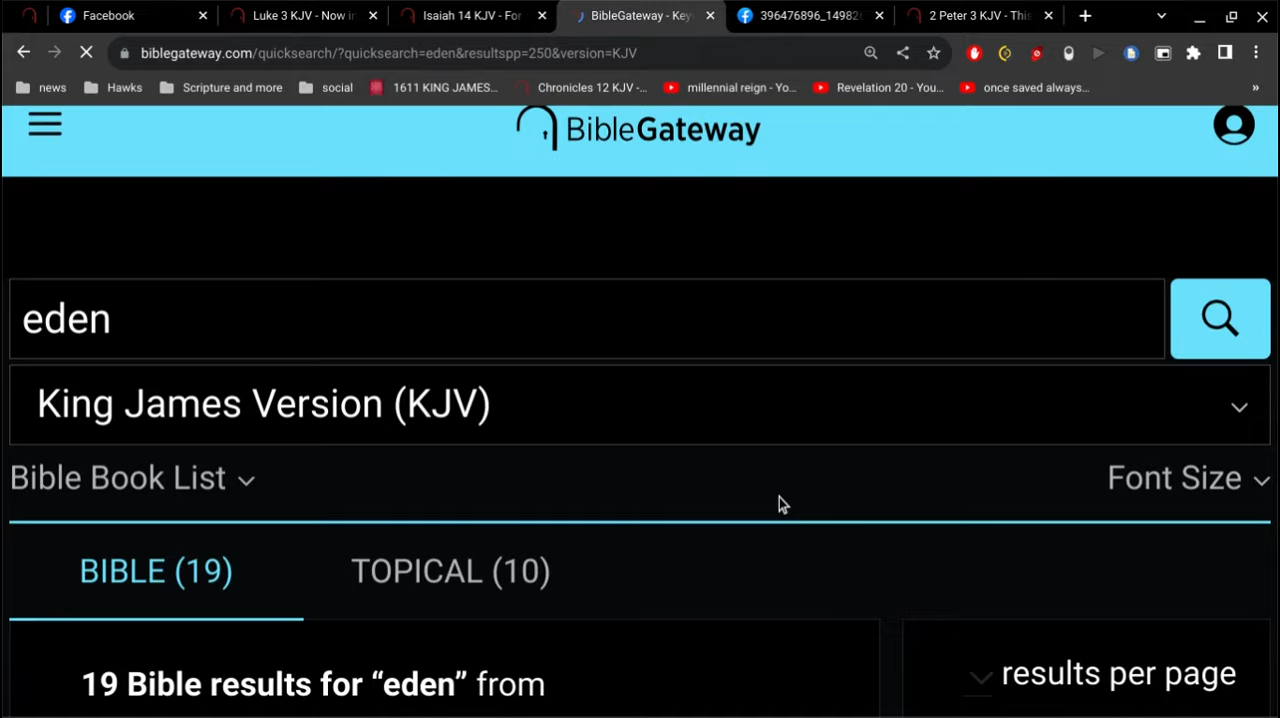 Facebook
Luke 3 KJV - Now in
Isaiah 14 KJV - For
BibleGateway - Key
396476896_14982
2 Peter 3 KJV - This
biblegateway.com/quicksearch/?quicksearch=eden&resultspp=250&version=KJV
news
Hawks
Scripture and more
social
1611 KING JAMES...
Chronicles 12 KJV -...
millennial reign - Yo...
Revelation 20 - You...
once saved always...
BibleGateway
eden
King James Version (KJV)
Bible Book List
Font Size
BIBLE (19)
TOPICAL (10)
19 Bible results for “eden” from
results per page